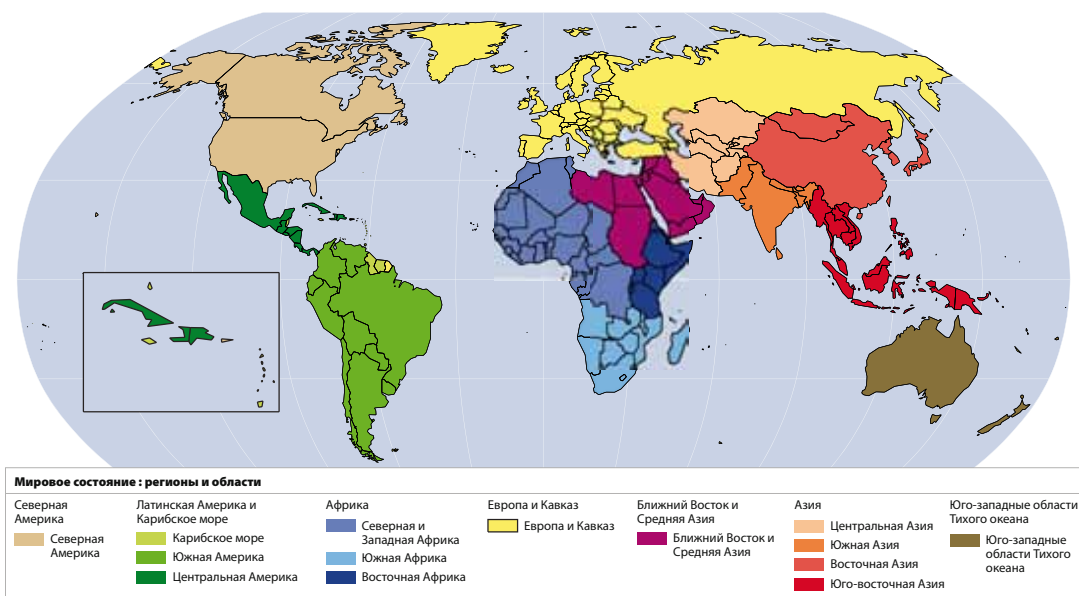 Мировое состояние : регионы и области
Северная
Америка
Северная
Америка
Латинская Америка и
Карибское море
Карибское море
Южная Америка
Центральная Америка
Африка
Северная и
Западная Африка
Южная Африка
Восточная Африка
Европа и Кавказ
Европа и Кавказ
Ближний Восток и
Средняя Азия
Ближний Восток и
Средняя Азия
Азия
Центральная Азия
Южная Азия
Восточная Азия
Юго-восточная Азия
Юго-западные области
Тихого океана
Юго-западные
области Тихого
океана